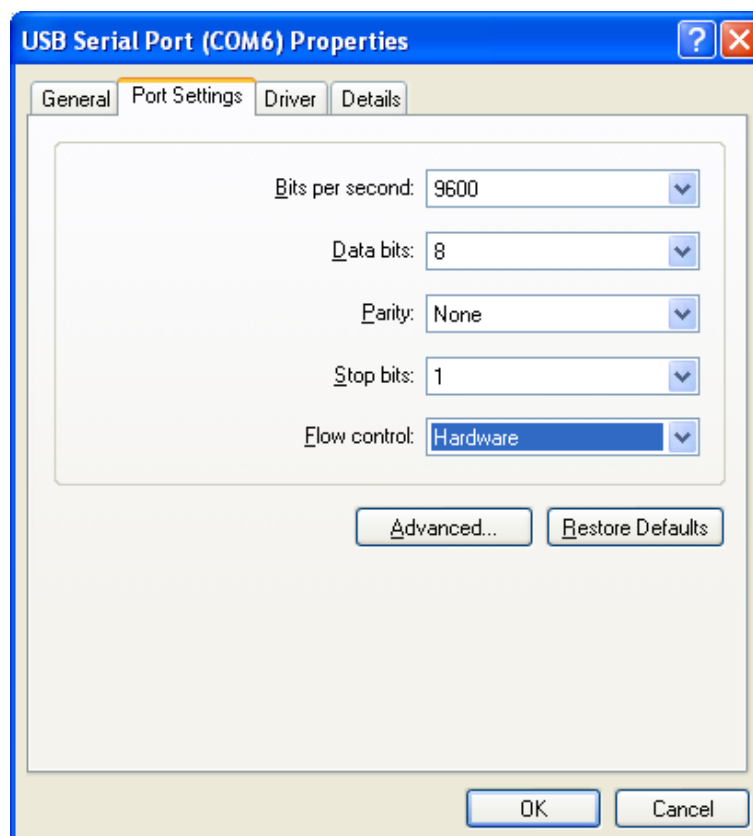 USB Serial Port (COM6) Properties
General Port Settings Driver Details
Bits per second: 9600
Data bits: 8
Parity: None
Stop bits: 1
Flow control: Hardware
Advanced... Restore Defaults
OK Cancel